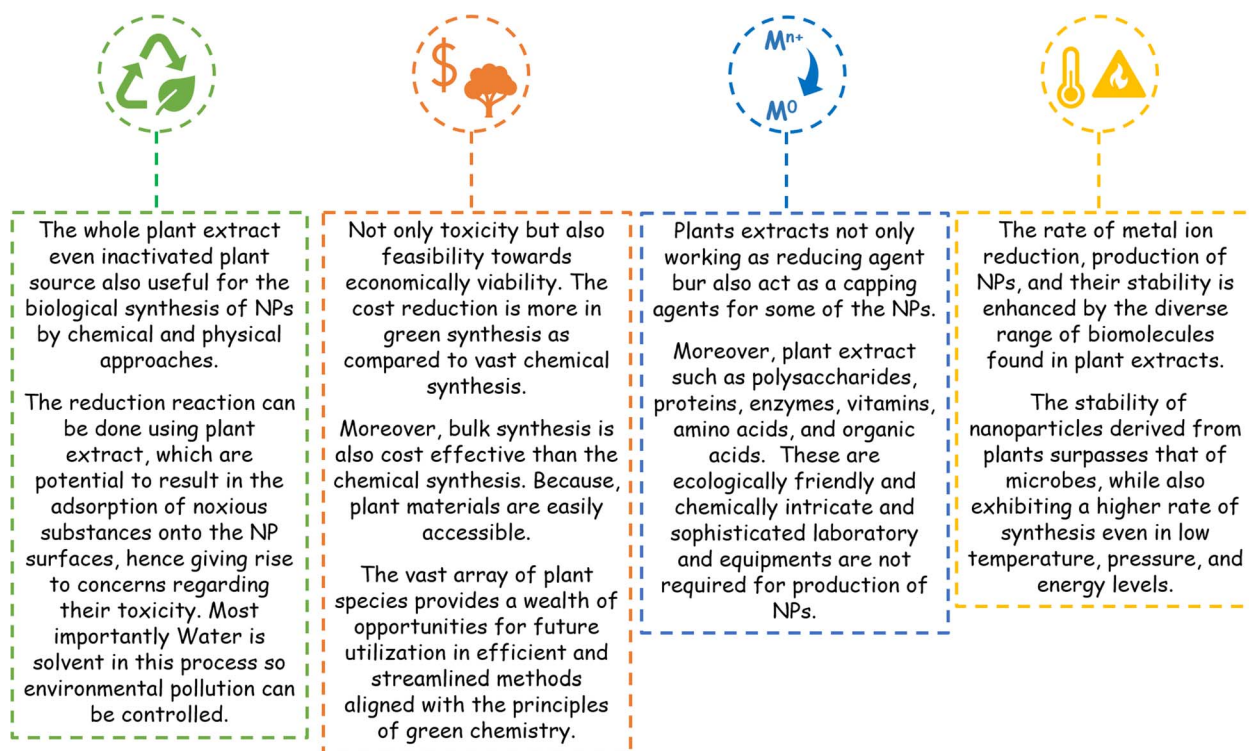 $
Mn+
M0
The whole plant extract
even inactivated plant
source also useful for the
biological synthesis of NPs
by chemical and physical
approaches.
The reduction reaction can
be done using plant
extract, which are
potential to result in the
adsorption of noxious
substances onto the NP
surfaces, hence giving rise
to concerns regarding
their toxicity. Most
importantly Water is
solvent in this process so
environmental pollution can
be controlled.
Not only toxicity but also
feasibility towards
economically viability. The
cost reduction is more in
green synthesis as
compared to vast chemical
synthesis.
Moreover, bulk synthesis is
also cost effective than the
chemical synthesis. Because,
plant materials are easily
accessible.
The vast array of plant
species provides a wealth of
opportunities for future
utilization in efficient and
streamlined methods
aligned with the principles
of green chemistry.
Plants extracts not only
working as reducing agent
bur also act as a capping
agents for some of the NPs.
Moreover, plant extract
such as polysaccharides,
proteins, enzymes, vitamins,
amino acids, and organic
acids. These are
ecologically friendly and
chemically intricate and
sophisticated laboratory
and equipments are not
required for production of
NPs.
The rate of metal ion
reduction, production of
NPs, and their stability is
enhanced by the diverse
range of biomolecules
found in plant extracts.
The stability of
nanoparticles derived from
plants surpasses that of
microbes, while also
exhibiting a higher rate of
synthesis even in low
temperature, pressure, and
energy levels.